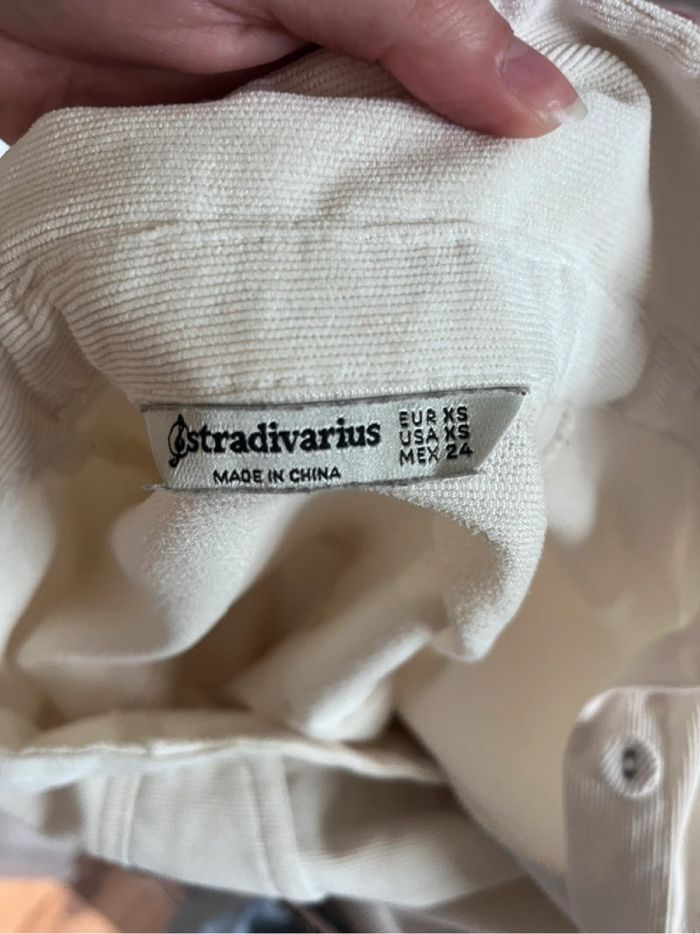 stradivarius
MADE IN CHINA
EUR XS
USA XS
MEX 24